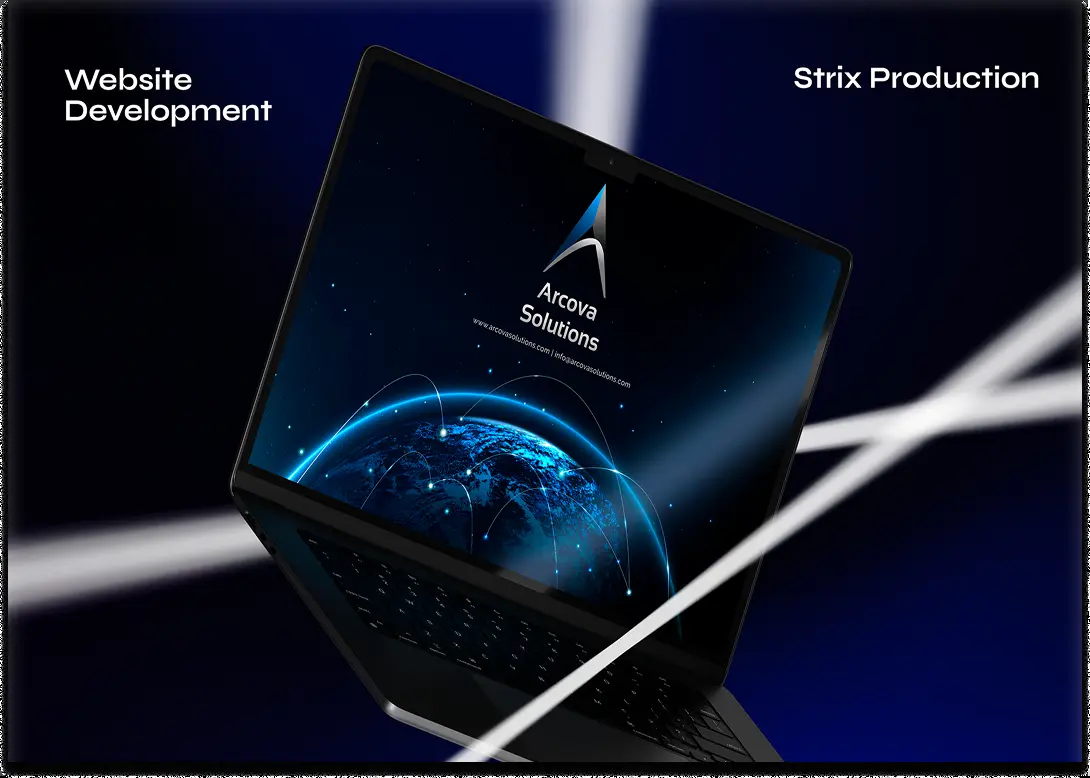 Website
Development
Strix Production
Arcova
Solutions
www.arcovasolutions.com | info@arcovasolutions.com